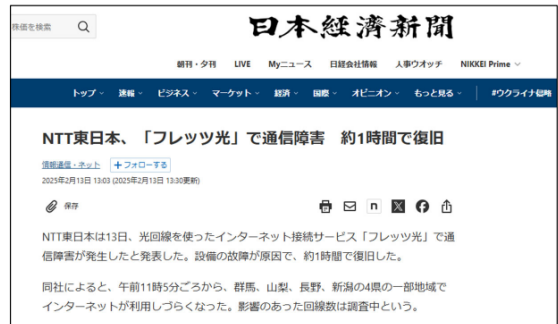 株価を検索
日本経済新聞
朝刊・夕刊 LIVE Myニュース 日経会社情報 人事ウオッチ NIKKEI Prime
トップ 速報 ビジネス マーケット 経済 国際 オピニオン もっと見る #ウクライナ侵略
NTT東日本、「フレッツ光」で通信障害 約1時間で復旧
情報通信・ネット +フォローする
2025年2月13日 13:03 (2025年2月13日 13:30更新)
保存
NTT東日本は13日、光回線を使ったインターネット接続サービス「フレッツ光」で通
信障害が発生したと発表した。設備の故障が原因で、約1時間で復旧した。
同社によると、午前11時5分ごろから、群馬、山梨、長野、新潟の4県の一部地域で
インターネットが利用しづらくなった。影響のあった回線数は調査中という。